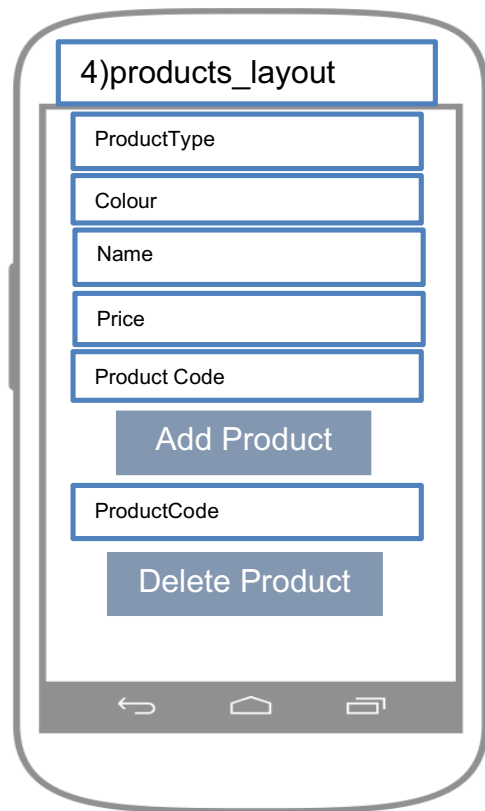 4)products_layout
ProductType
Colour
Name
Price
Product Code
Add Product
ProductCode
Delete Product